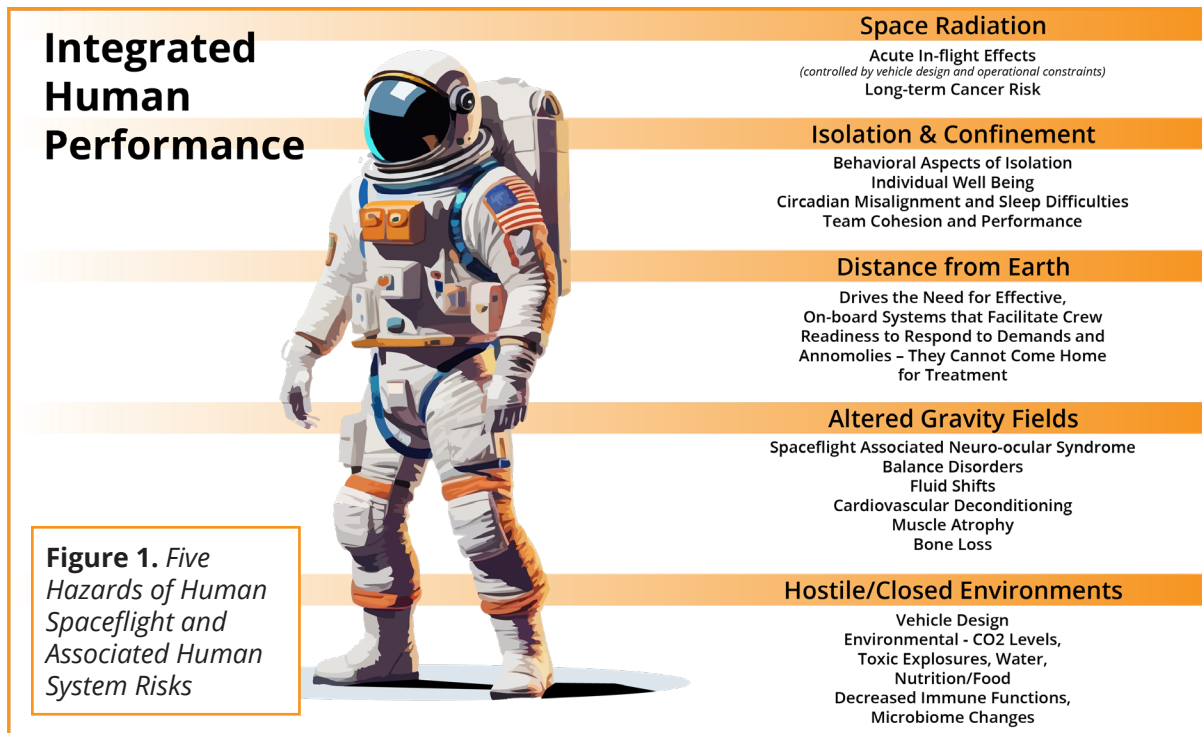 Integrated
Human
Performance
Space Radiation
Acute In-flight Effects
(controlled by vehicle design and operational constraints)
Long-term Cancer Risk
Isolation & Confinement
Behavioral Aspects of Isolation
Individual Well Being
Circadian Misalignment and Sleep Difficulties
Team Cohesion and Performance
Distance from Earth
Drives the Need for Effective,
On-board Systems that Facilitate Crew
Readiness to Respond to Demands and
Annomolies – They Cannot Come Home
for Treatment
Altered Gravity Fields
Spaceflight Associated Neuro-ocular Syndrome
Balance Disorders
Fluid Shifts
Cardiovascular Deconditioning
Muscle Atrophy
Bone Loss
Hostile/Closed Environments
Vehicle Design
Environmental - CO2 Levels,
Toxic Explosures, Water,
Nutrition/Food
Decreased Immune Functions,
Microbiome Changes
Figure 1. Five
Hazards of Human
Spaceflight and
Associated Human
System Risks